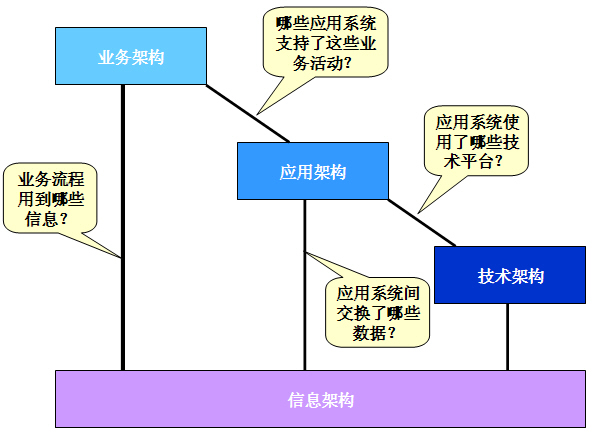 业务架构
哪些应用系统
支持了这些业
务活动？
应用系统使
用了哪些技
术平台？
应用架构
业务流程
用到哪些
信息？
技术架构
应用系统间
交换了哪些
数据？
信息架构